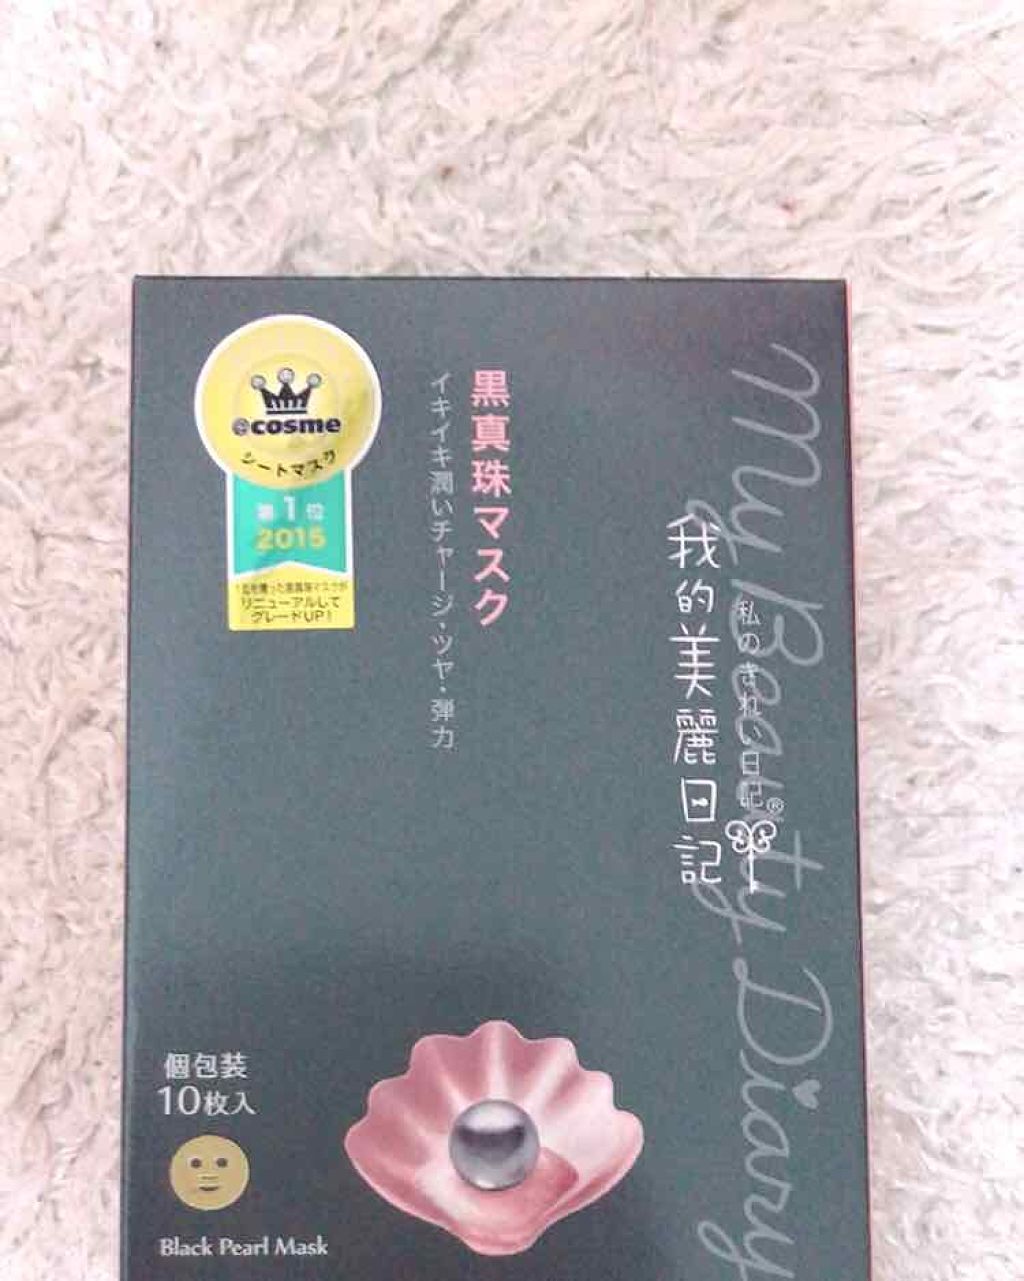 My Beauty Diary
私のきれい日記®
我的美麗日記
黒真珠マスク
イキイキ潤いチャージ・ツヤ・弾力
@cosme
シートマスク
第1位
2015
リニューアルして
グレードUP!
個包装
10枚入
Black Pearl Mask